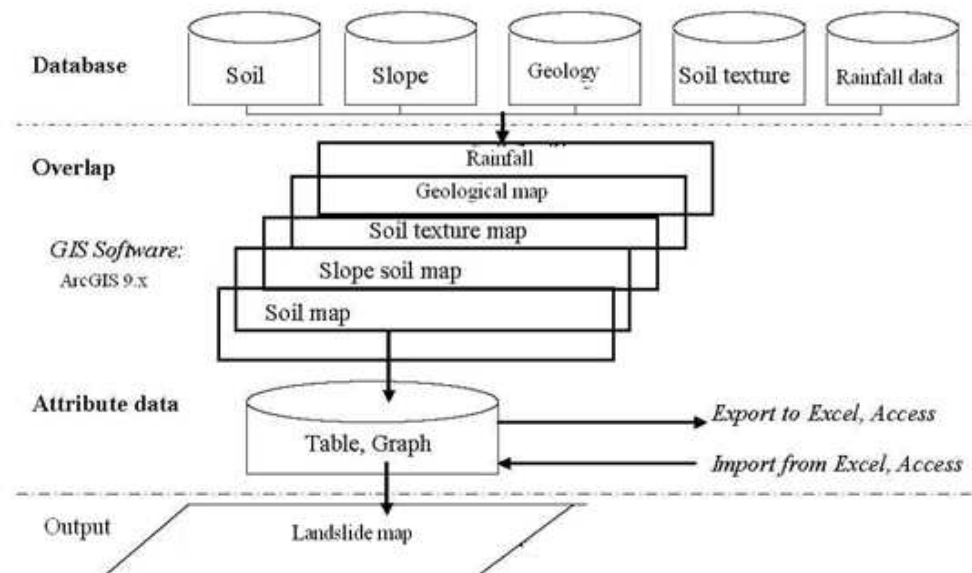 Database
Soil
Slope
Geology
Soil texture
Rainfall data
Overlap
Rainfall
Geological map
Soil texture map
GIS Software:
ArcGIS 9.x
Slope soil map
Soil map
Attribute data
Table, Graph
Export to Excel, Access
Import from Excel, Access
Output
Landslide map